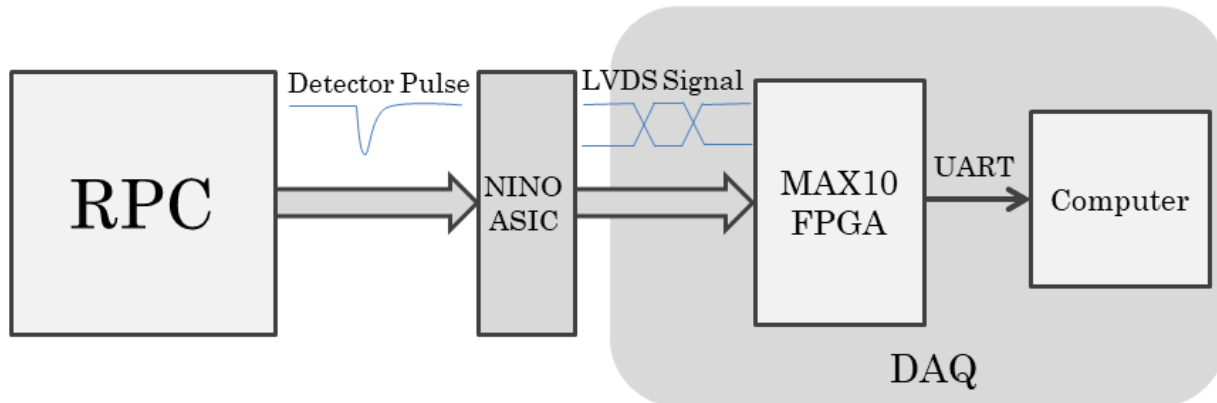 RPC
Detector Pulse
NINO
ASIC
LVDS Signal
MAX10
FPGA
UART
Computer
DAQ